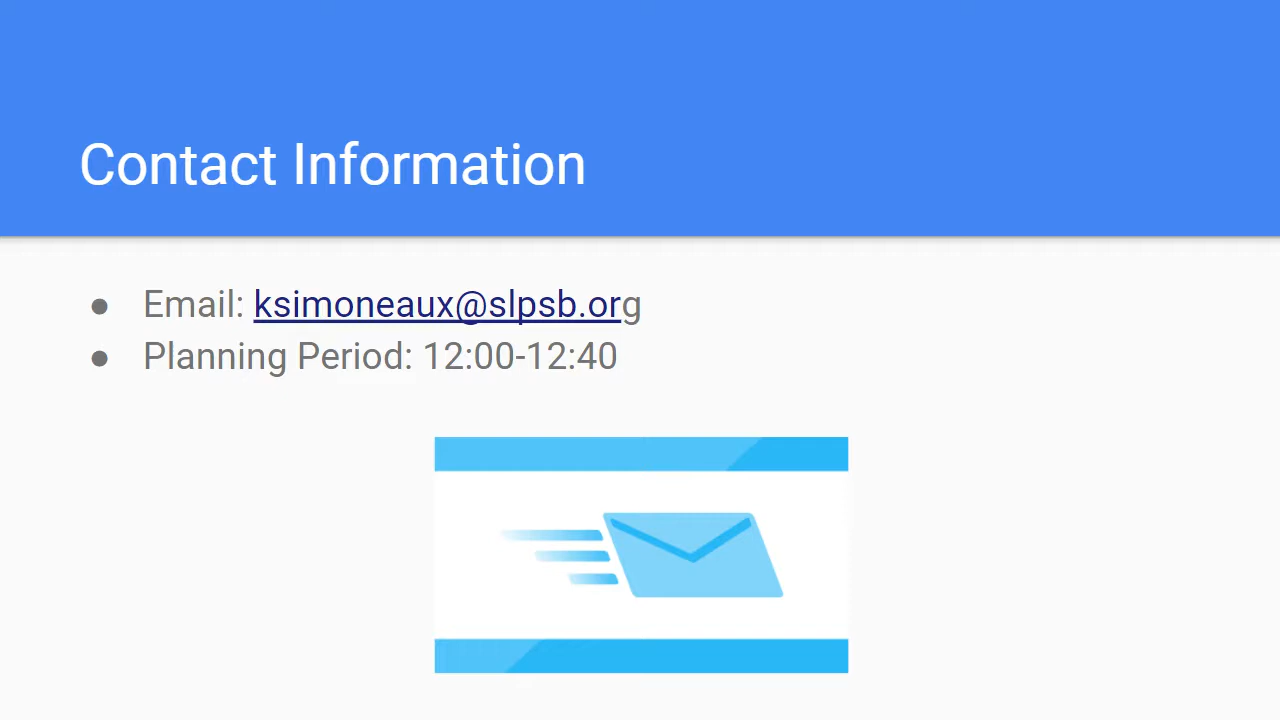 Contact Information
● Email: ksimoneaux@slpsb.org
● Planning Period: 12:00-12:40